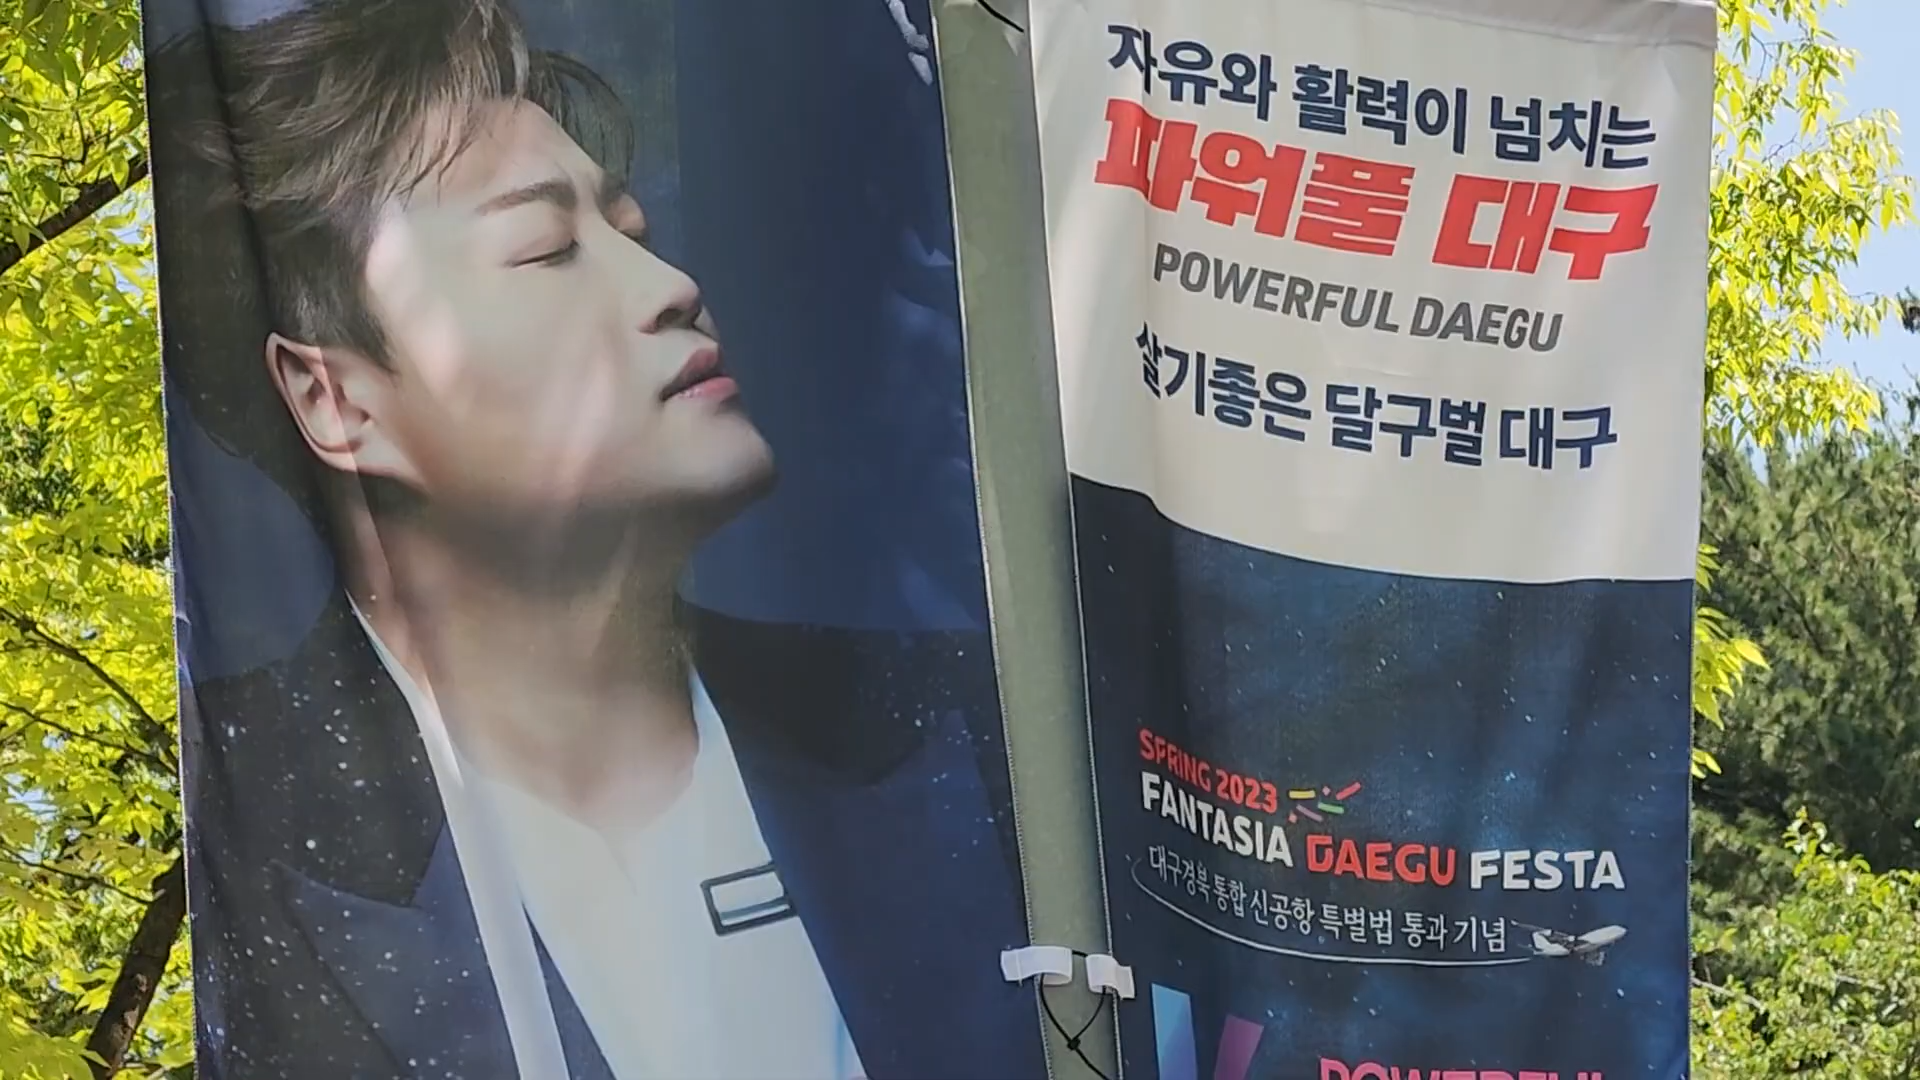 자유와 활력이 넘치는
파워풀 대구
POWERFUL DAEGU
살기좋은 달구벌 대구
SPRING 2023
FANTASIA DAEGU FESTA
대구경북 통합 신공항 특별법 통과 기념
POWERFUL